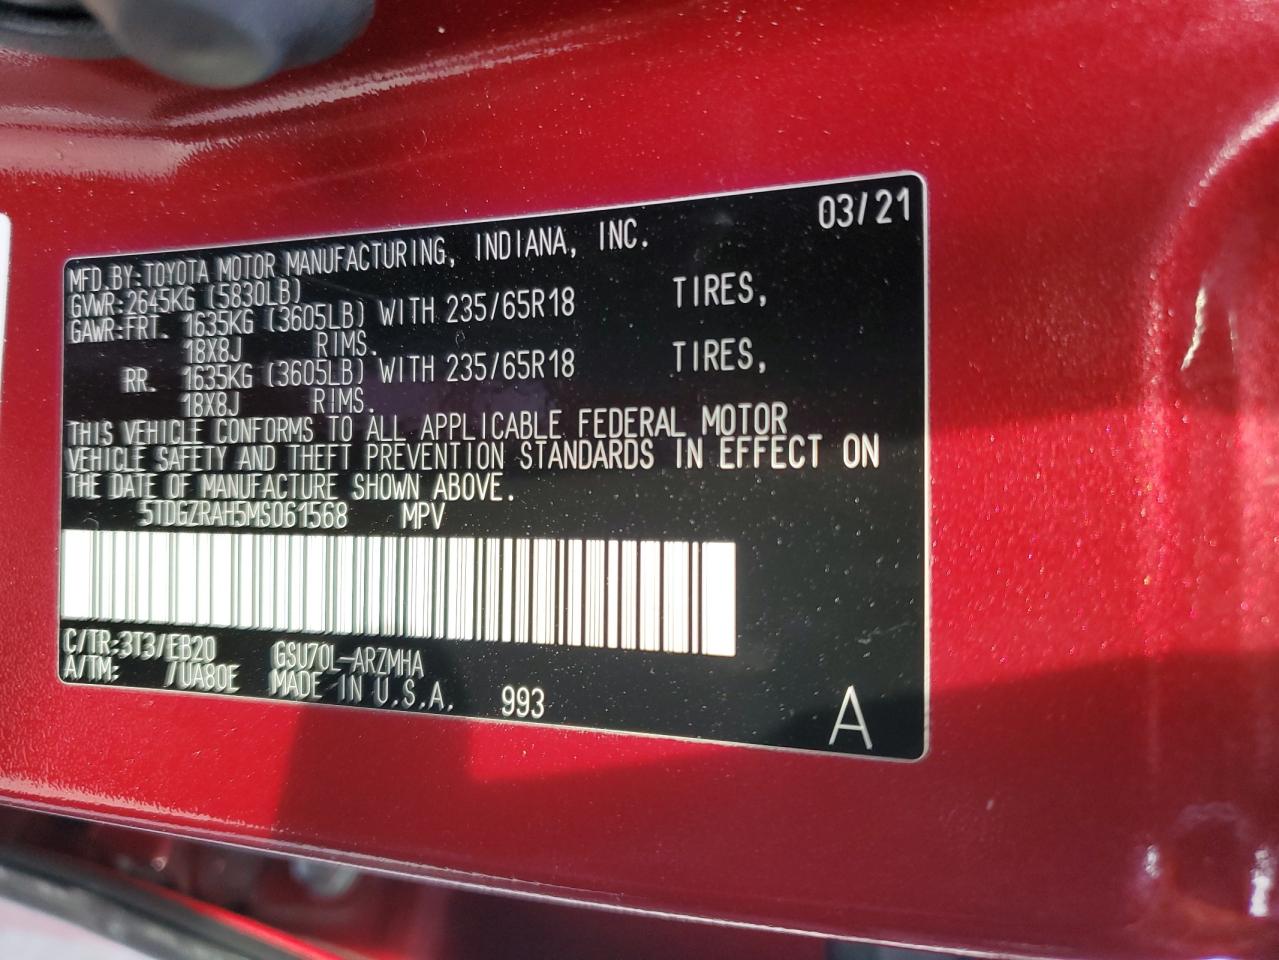 03/21
MFD.BY:TOYOTA MOTOR MANUFACTURING, INDIANA, INC.
GVWR:2645KG (5830LB)
GAWR:FRT. 1635KG (3605LB) WITH 235/65R18 TIRES,
18X8J RIMS.
RR. 1635KG (3605LB) WITH 235/65R18 TIRES,
18X8J RIMS.
THIS VEHICLE CONFORMS TO ALL APPLICABLE FEDERAL MOTOR
VEHICLE SAFETY AND THEFT PREVENTION STANDARDS IN EFFECT ON
THE DATE OF MANUFACTURE SHOWN ABOVE.
5TDGZRAH5MS061568 MPV
C/TR:3T3/EB20 GSU70L-ARZMHA
A/TM: /UA80E MADE IN U.S.A. 993
A